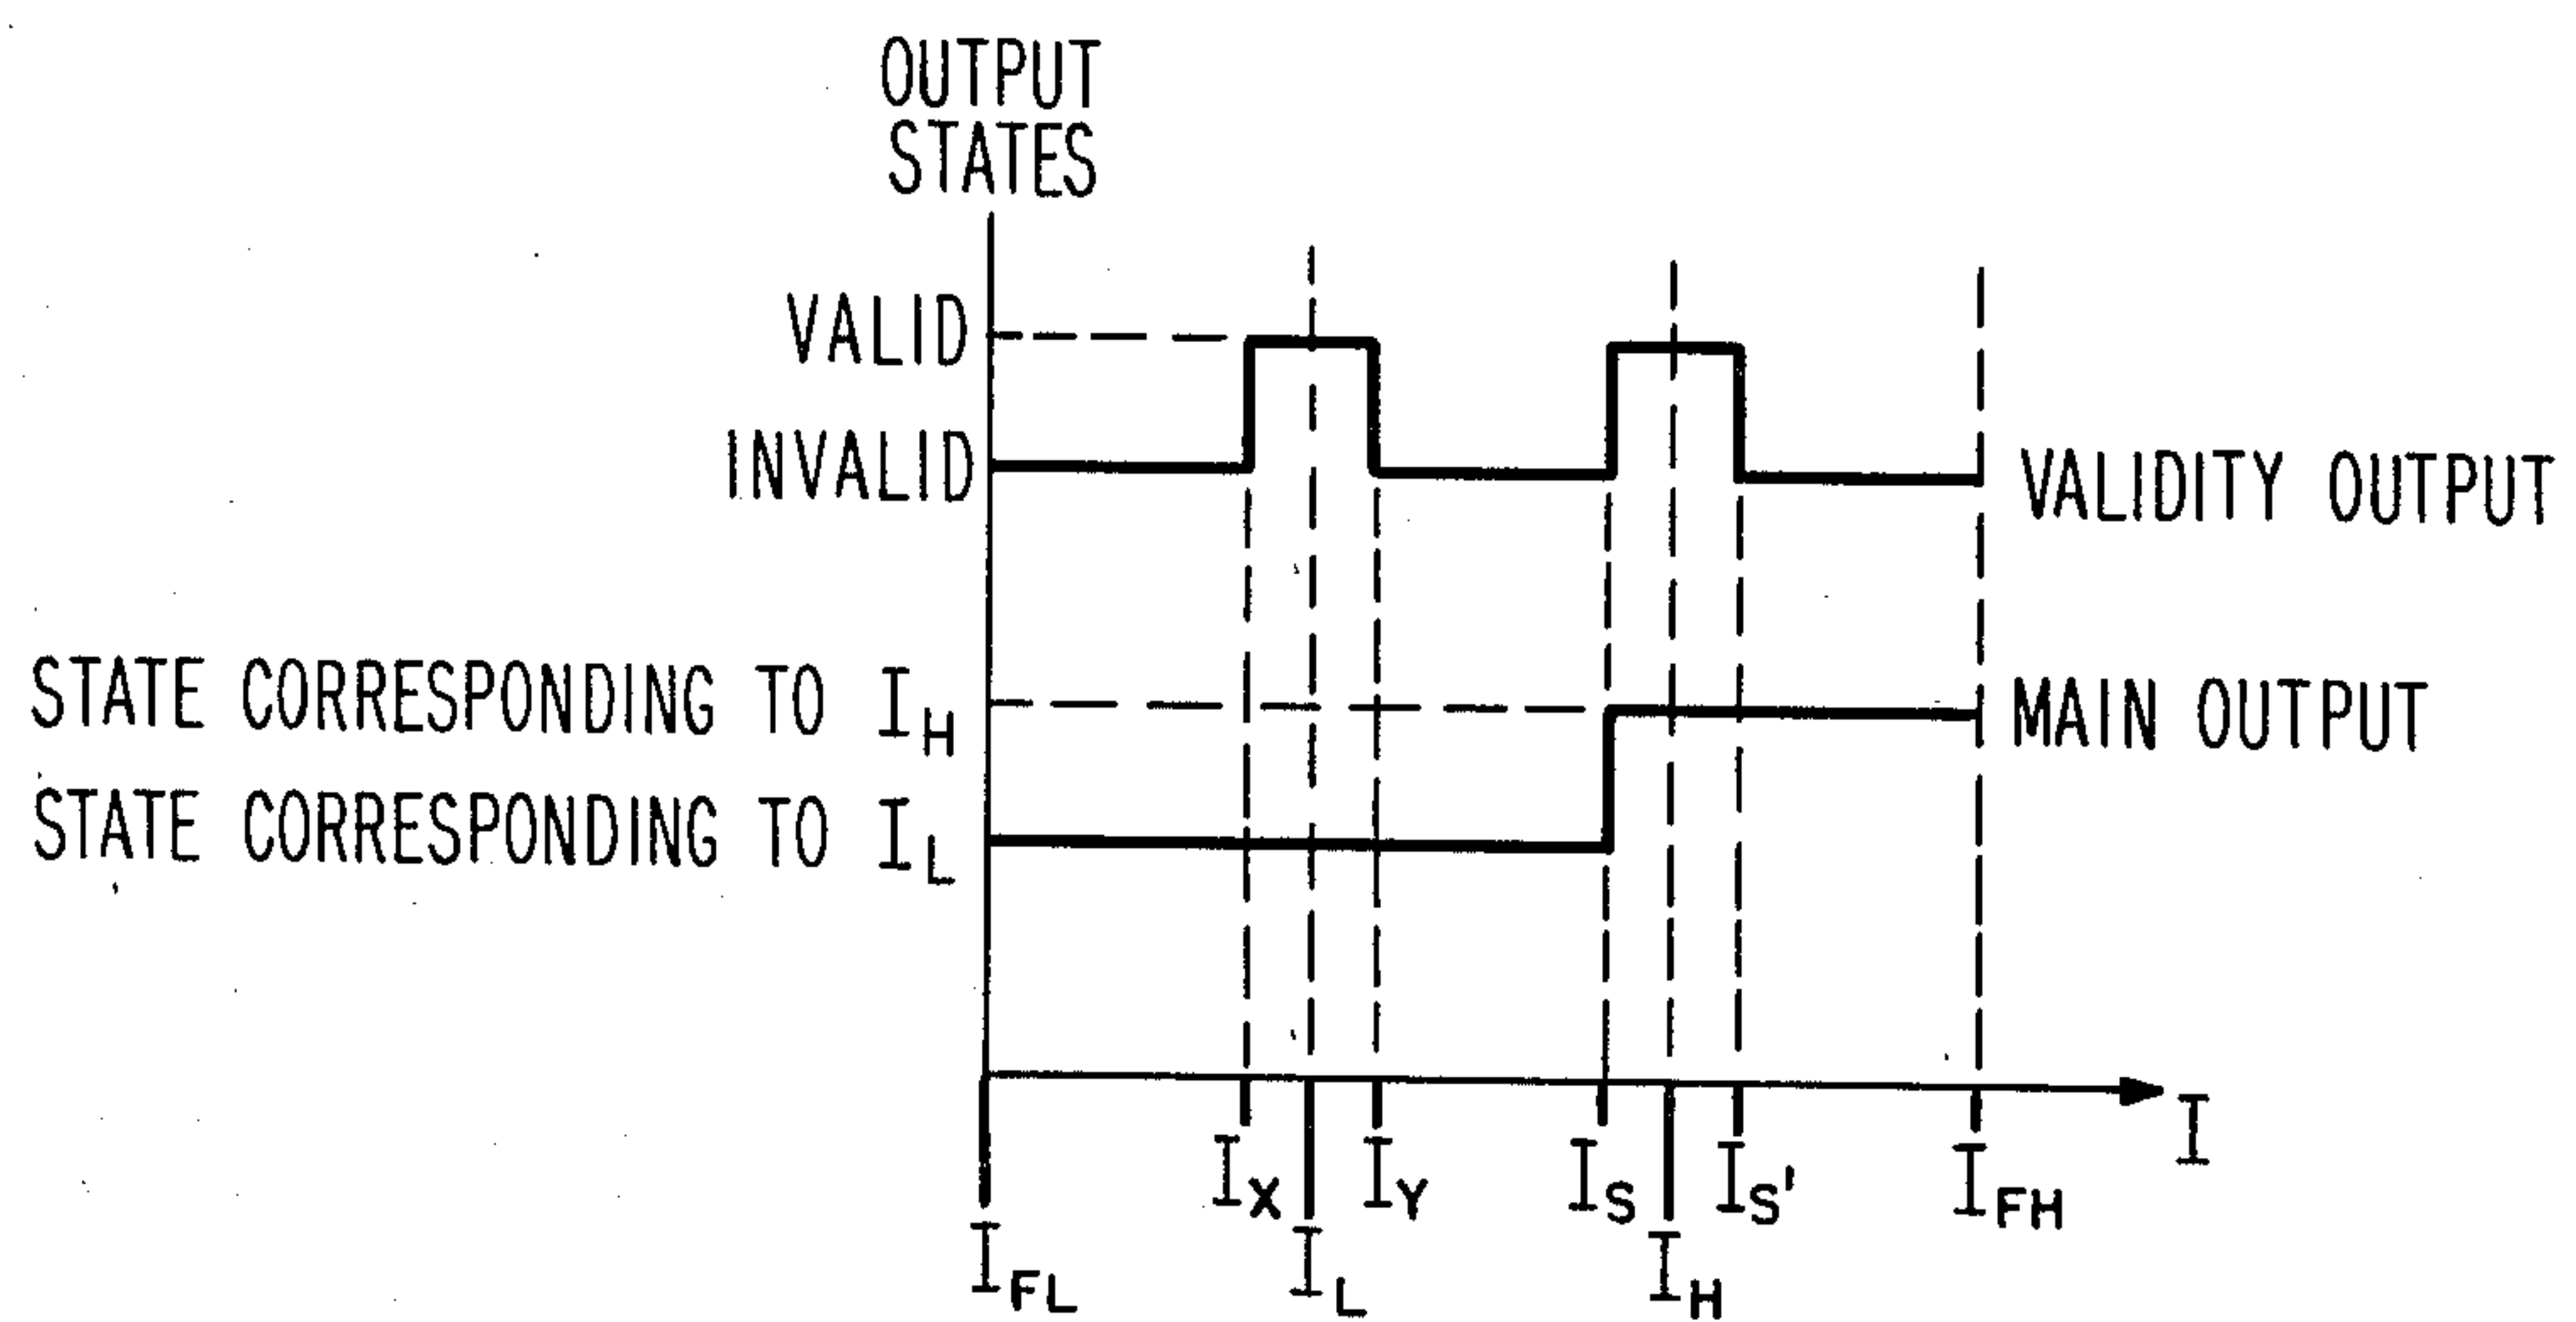 OUTPUT
STATES
VALID
INVALID
VALIDITY OUTPUT
STATE CORRESPONDING TO I_H
MAIN OUTPUT
STATE CORRESPONDING TO I_L
I
I_X I_Y I_S I_S' I_FH
I_FL I_L I_H